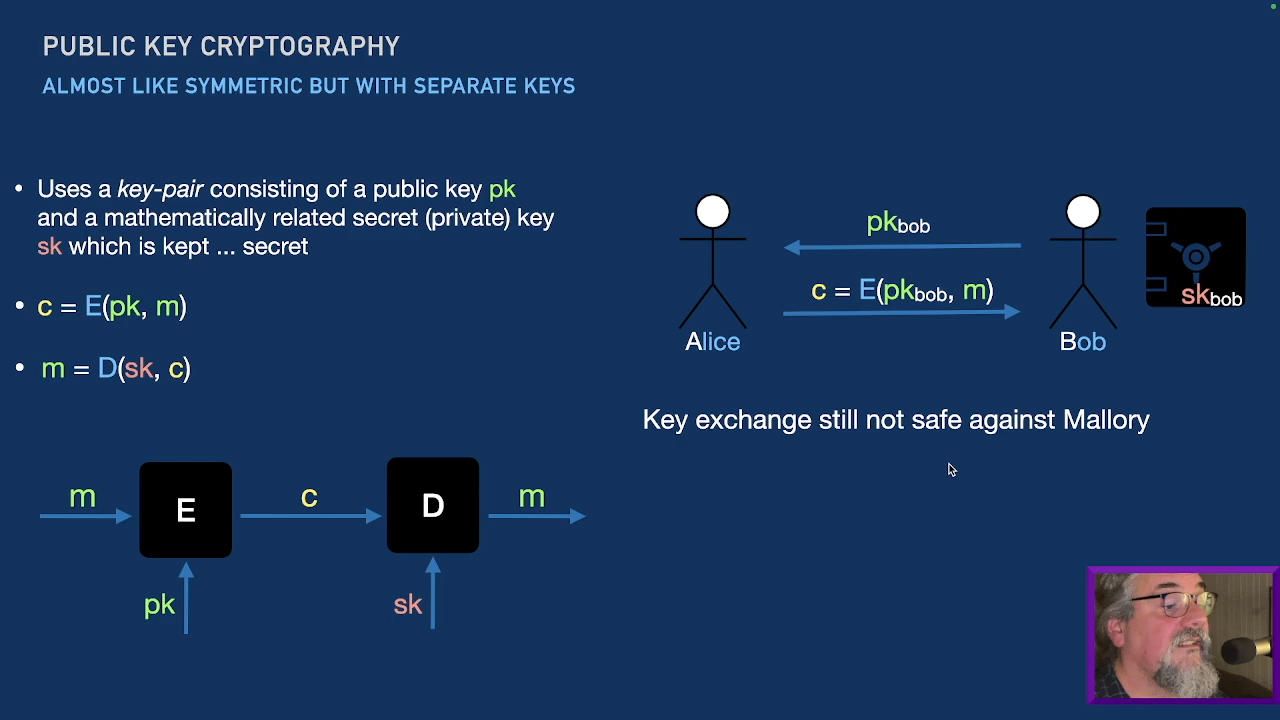 PUBLIC KEY CRYPTOGRAPHY
ALMOST LIKE SYMMETRIC BUT WITH SEPARATE KEYS
• Uses a key-pair consisting of a public key pk
and a mathematically related secret (private) key
sk which is kept ... secret
• c = E(pk, m)
• m = D(sk, c)
m
E
c
D
m
pk
sk
pkbob
c = E(pkbob, m)
skbob
Alice
Bob
Key exchange still not safe against Mallory